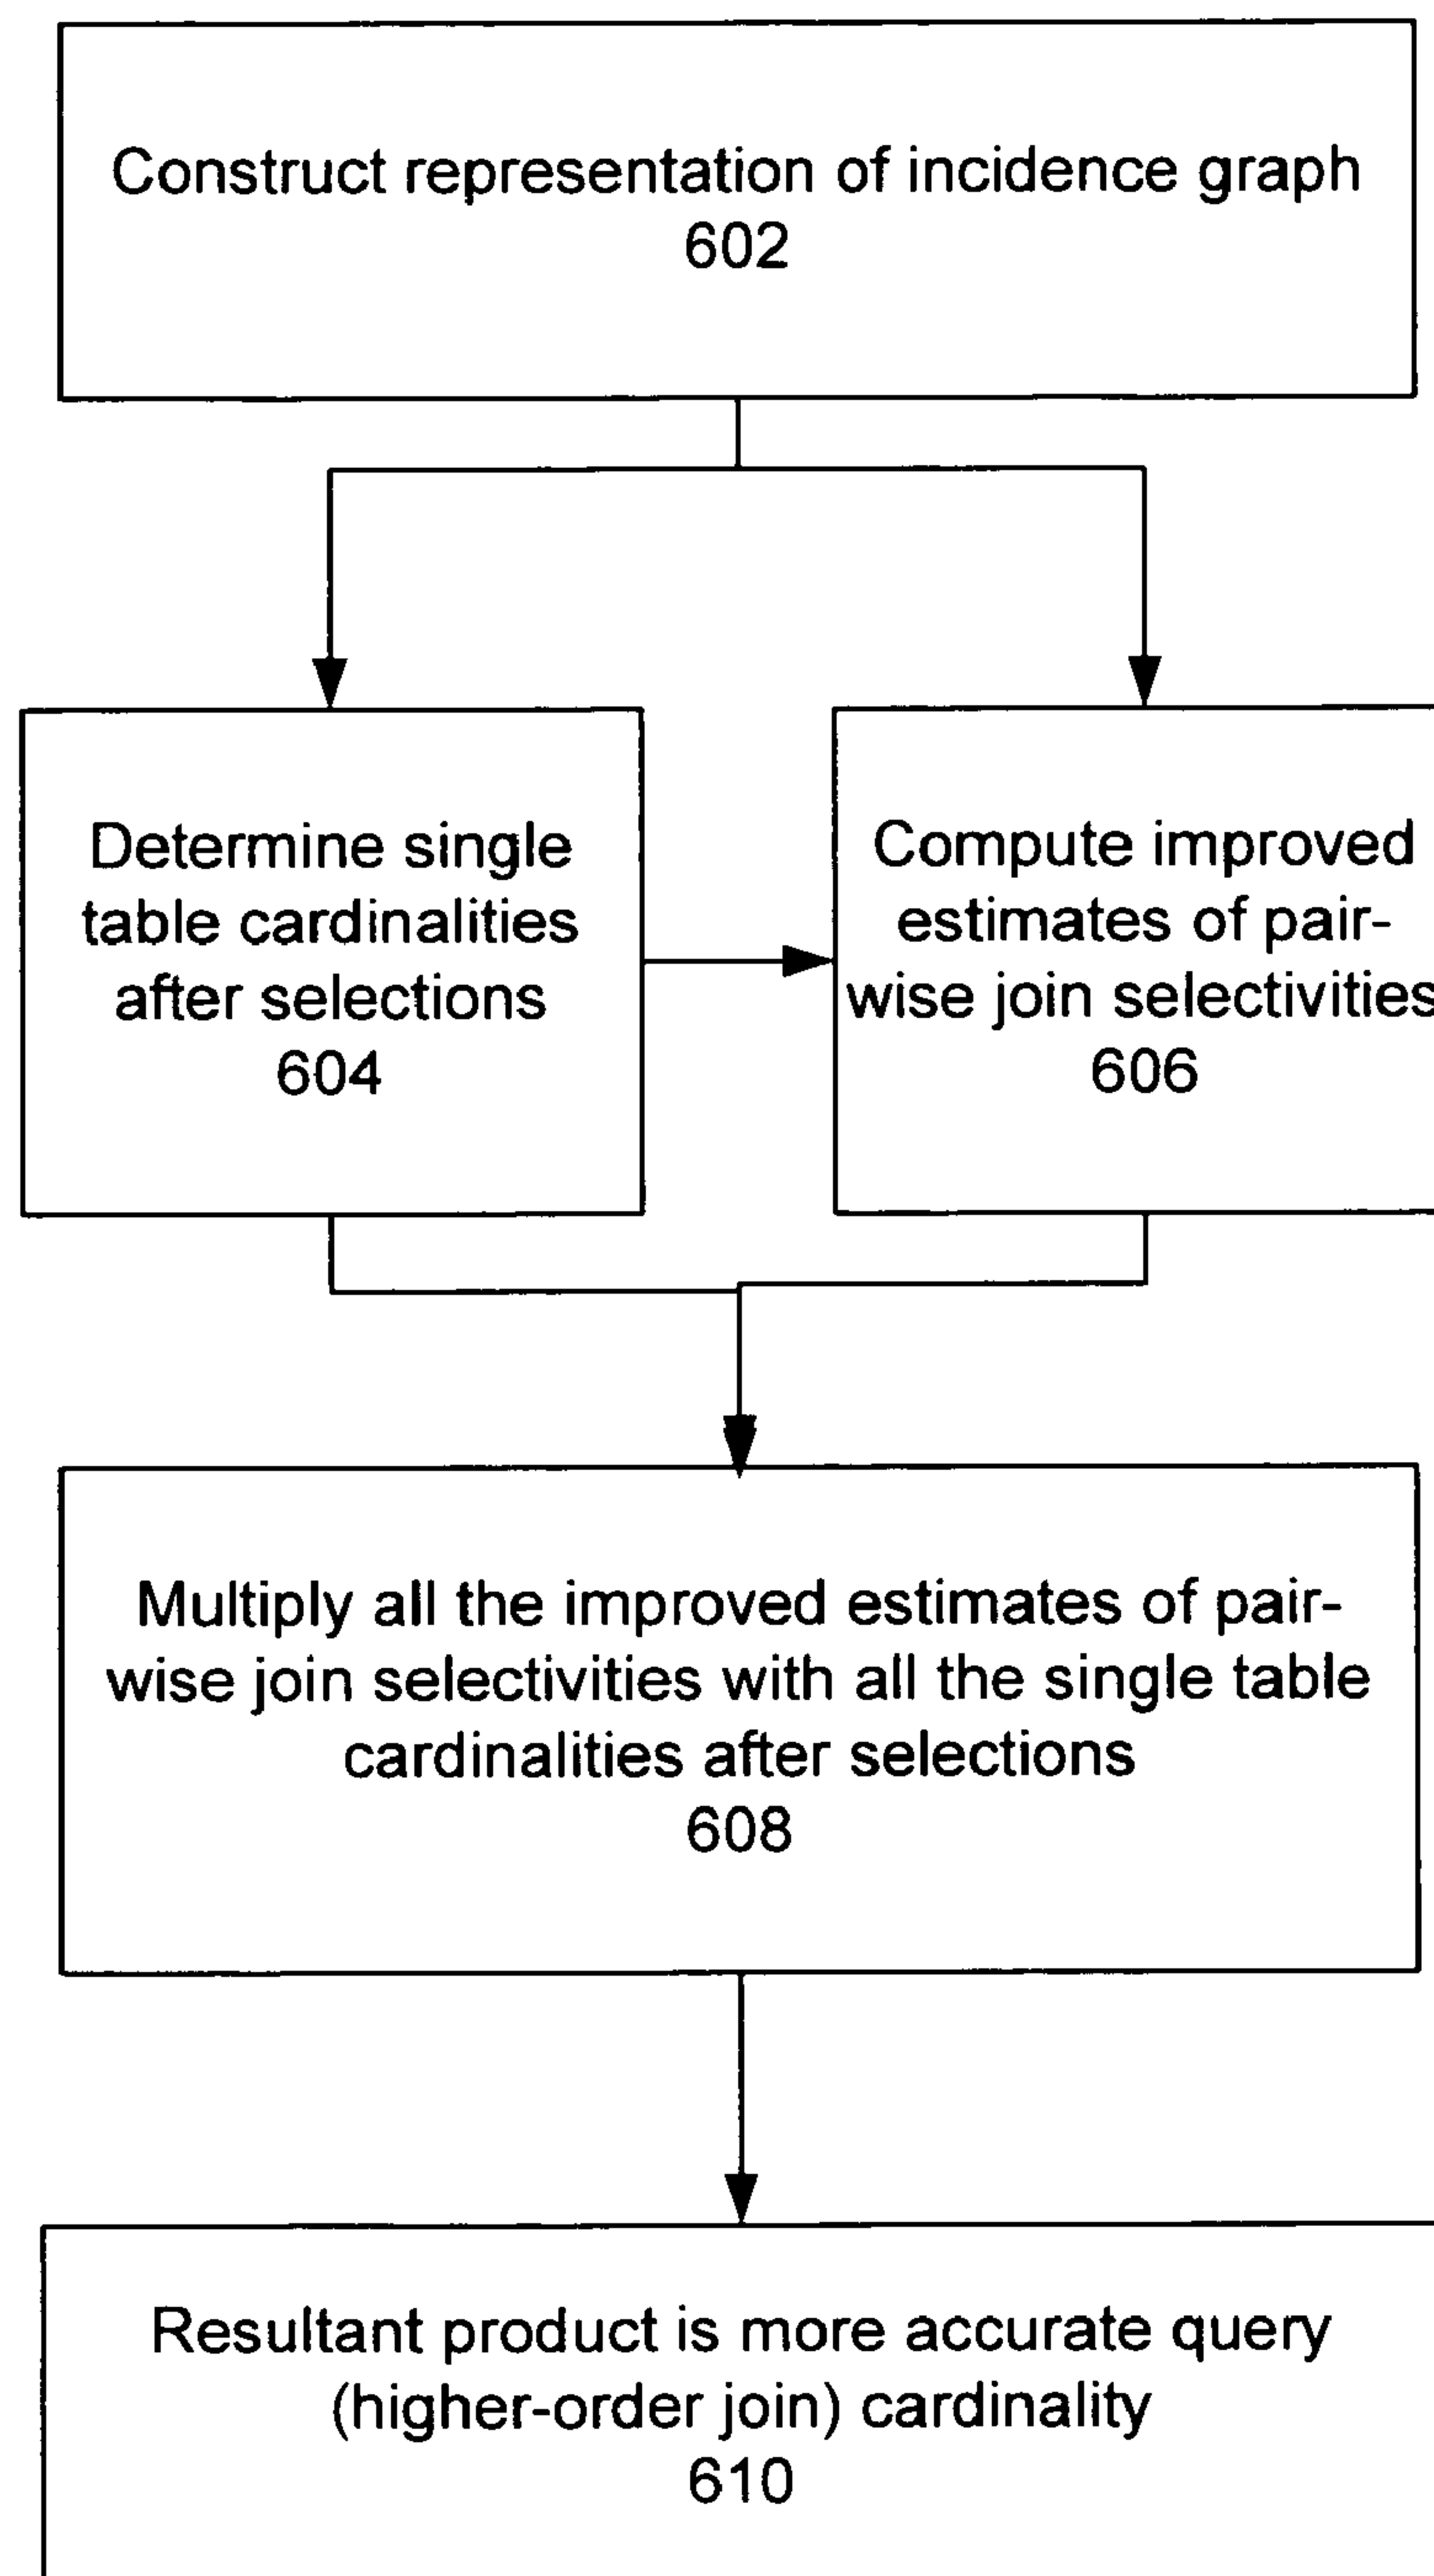 Construct representation of incidence graph
602
Determine single
table cardinalities
after selections
604
Compute improved
estimates of pair-
wise join selectivities
606
Multiply all the improved estimates of pair-
wise join selectivities with all the single table
cardinalities after selections
608
Resultant product is more accurate query
(higher-order join) cardinality
610